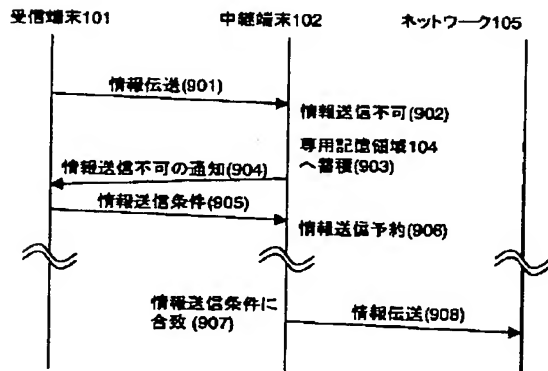 受信端末101
中継端末102
ネットワーク105
情報伝送(901)
情報送信不可(902)
専用記憶領域104
へ蓄積(903)
情報送信不可の通知(904)
情報送信条件(905)
情報送信予約(906)
情報送信条件に
合致(907)
情報伝送(908)